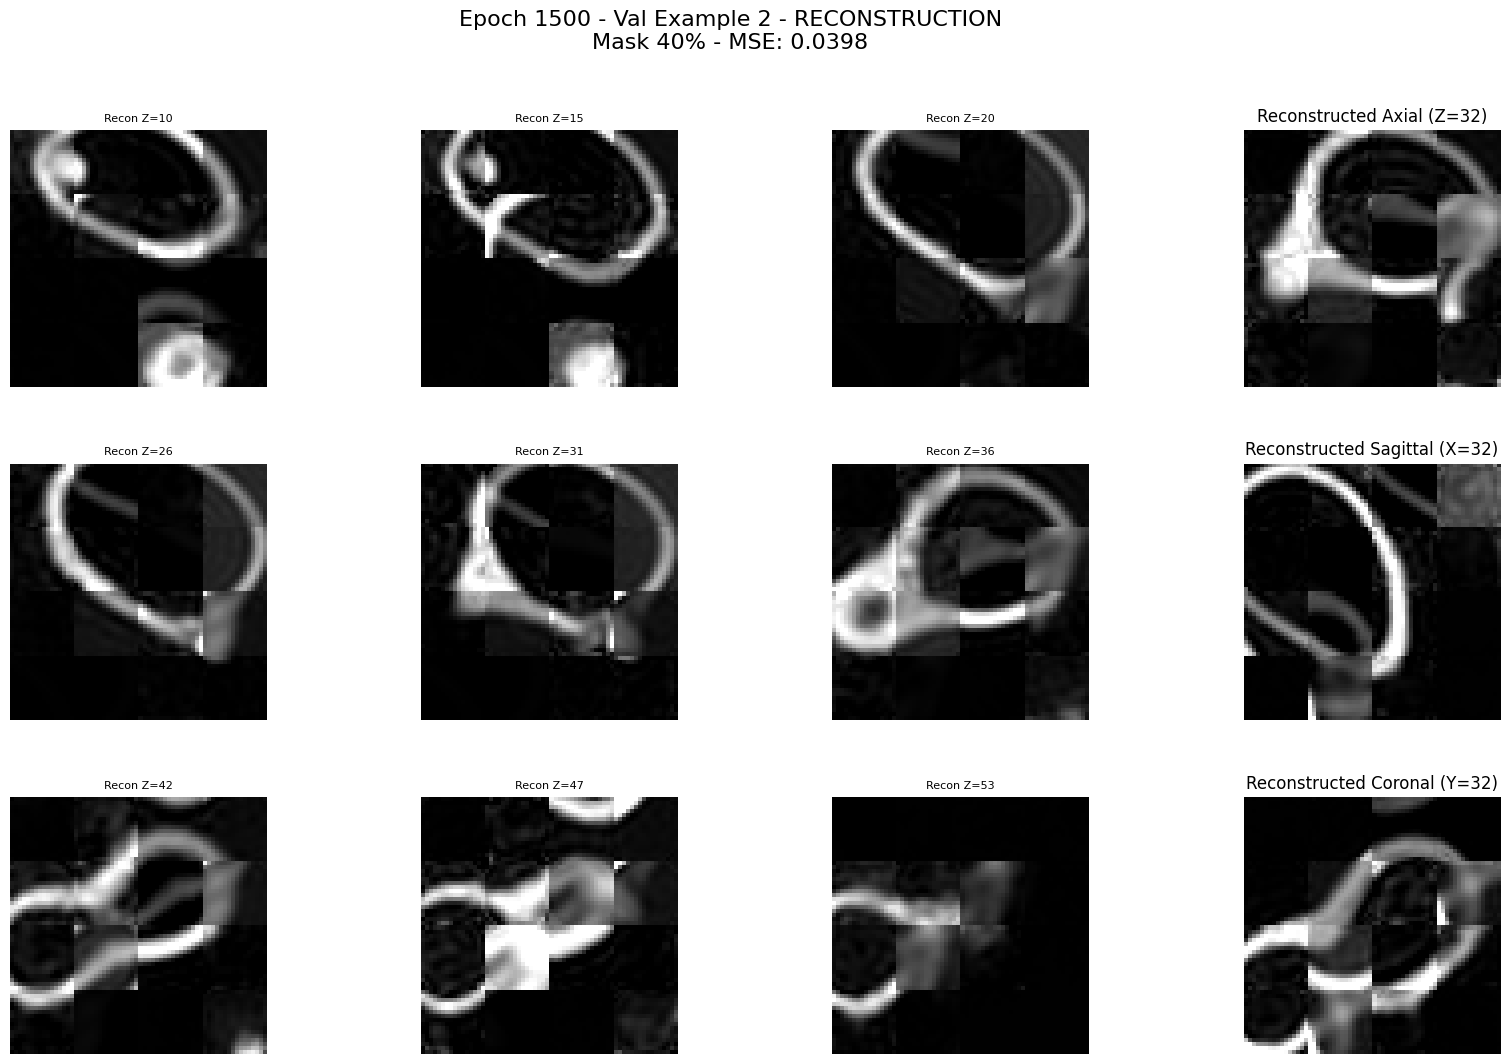 Epoch 1500 - Val Example 2 - RECONSTRUCTION
Mask 40% - MSE: 0.0398
Recon Z=10
Recon Z=15
Recon Z=20
Reconstructed Axial (Z=32)
Recon Z=26
Recon Z=31
Recon Z=36
Reconstructed Sagittal (X=32)
Recon Z=42
Recon Z=47
Recon Z=53
Reconstructed Coronal (Y=32)